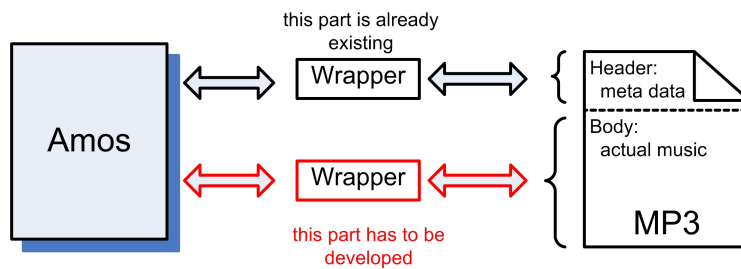 this part is already
existing
Amos
Wrapper
Header:
meta data
Body:
actual music
Wrapper
MP3
this part has to be
developed